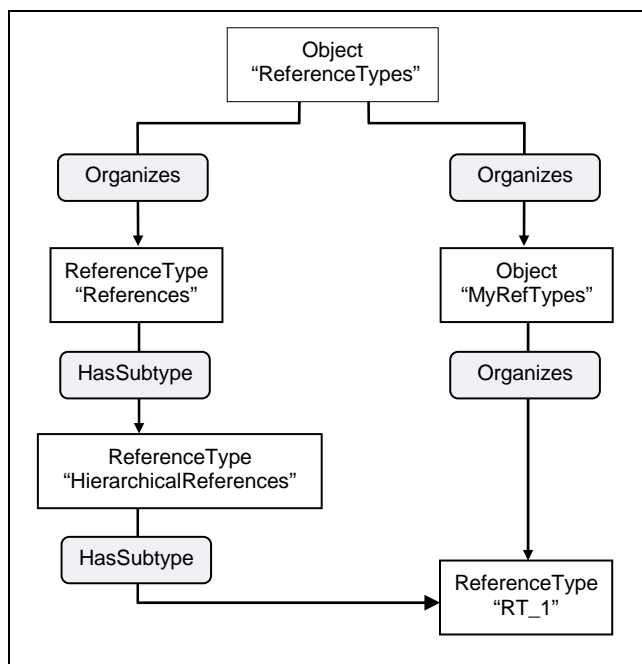 Object
“ReferenceTypes”
Organizes
Organizes
ReferenceType
“References”
Object
“MyRefTypes”
HasSubtype
Organizes
ReferenceType
“HierarchicalReferences”
HasSubtype
ReferenceType
“RT_1”